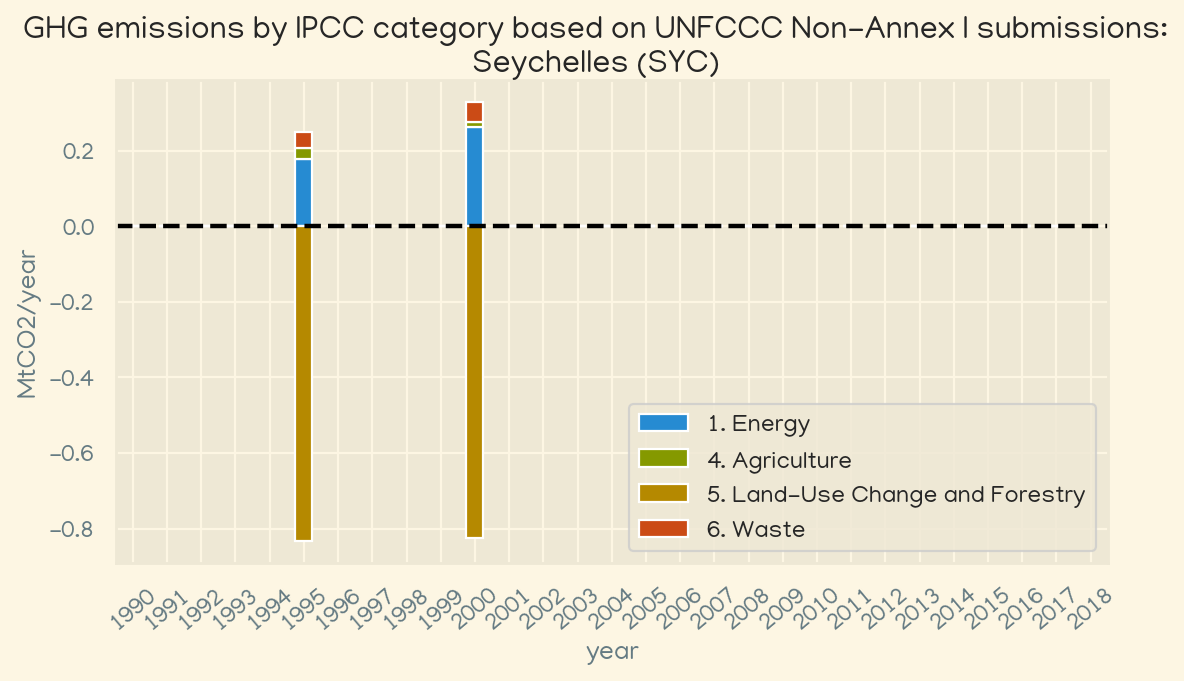 GHG emissions by IPCC category based on UNFCCC Non-Annex I submissions:
Seychelles (SYC)
0.2
0.0
-0.2
-0.4
-0.6
-0.8
MtCO2/year
1. Energy
4. Agriculture
5. Land-Use Change and Forestry
6. Waste
1990 1991 1992 1993 1994 1995 1996 1997 1998 1999 2000 2001 2002 2003 2004 2005 2006 2007 2008 2009 2010 2011 2012 2013 2014 2015 2016 2017 2018
year